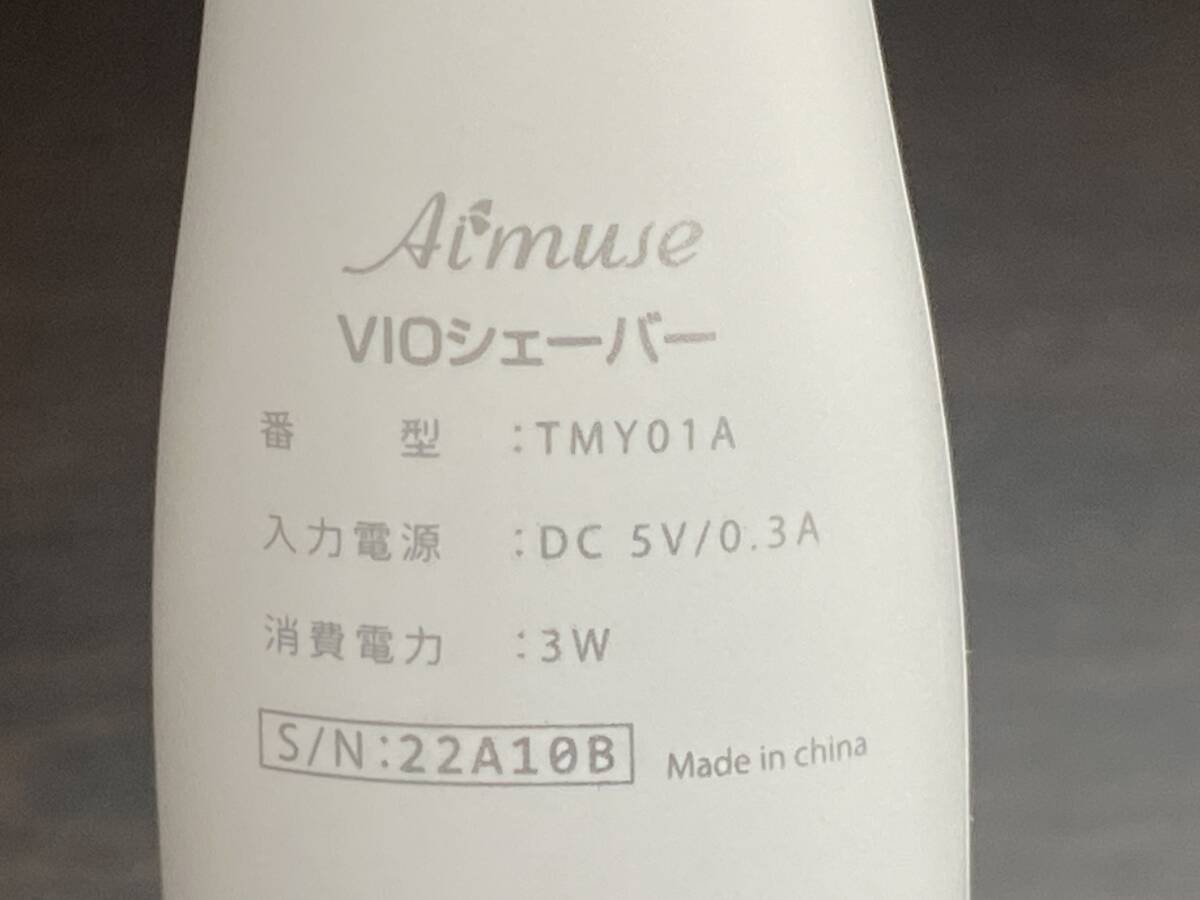 Aimuse
VIOシェーバー
番型:TMY01A
入力電源:DC 5V/0.3A
消費電力:3W
S/N:22A10B Made in china